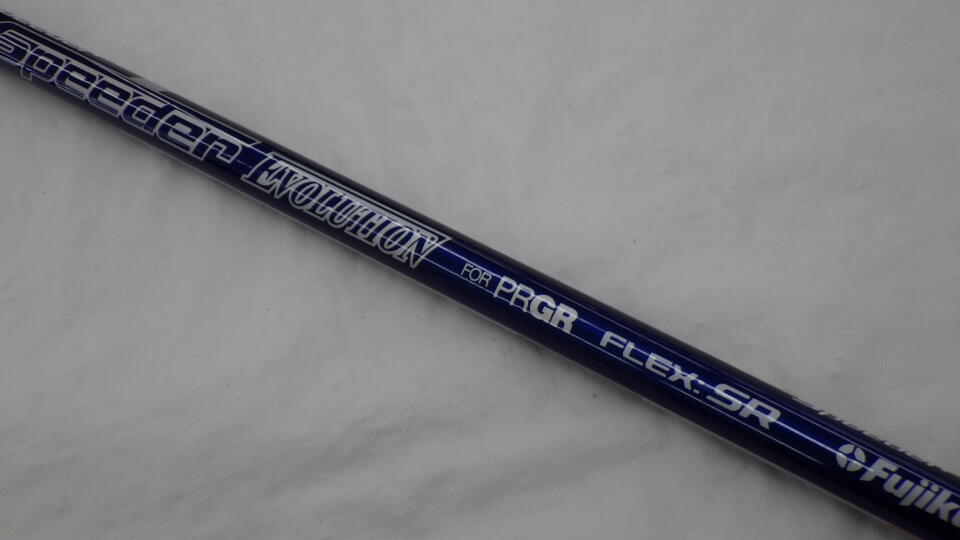 Speeder EVOLUTION FOR PRGR FLEX: SR Fujiku